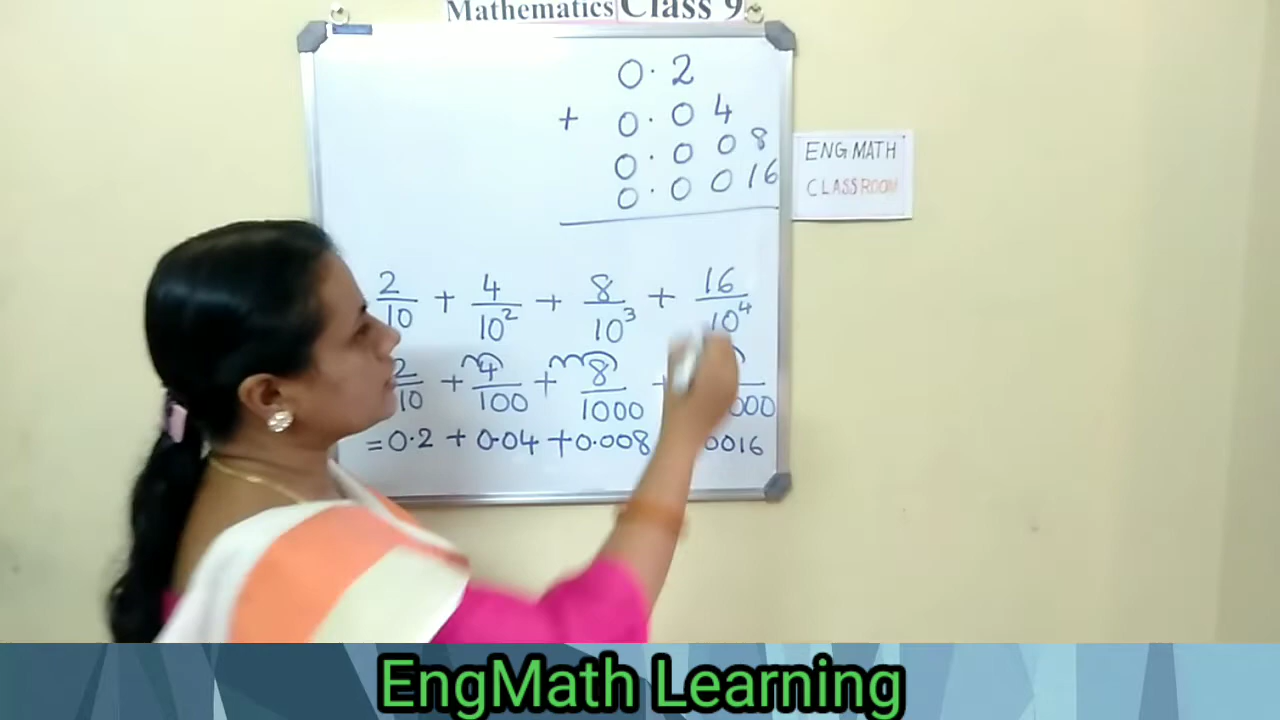 Mathematics Class 9
0.2
+ 0.04
0.008
0.0016
ENG MATH
CLASSROOM
2/10 + 4/10² + 8/10³ + 16/10⁴
2/10 + 4/100 + 8/1000 + 000
=0.2 + 0.04 + 0.008 0016
EngMath Learning